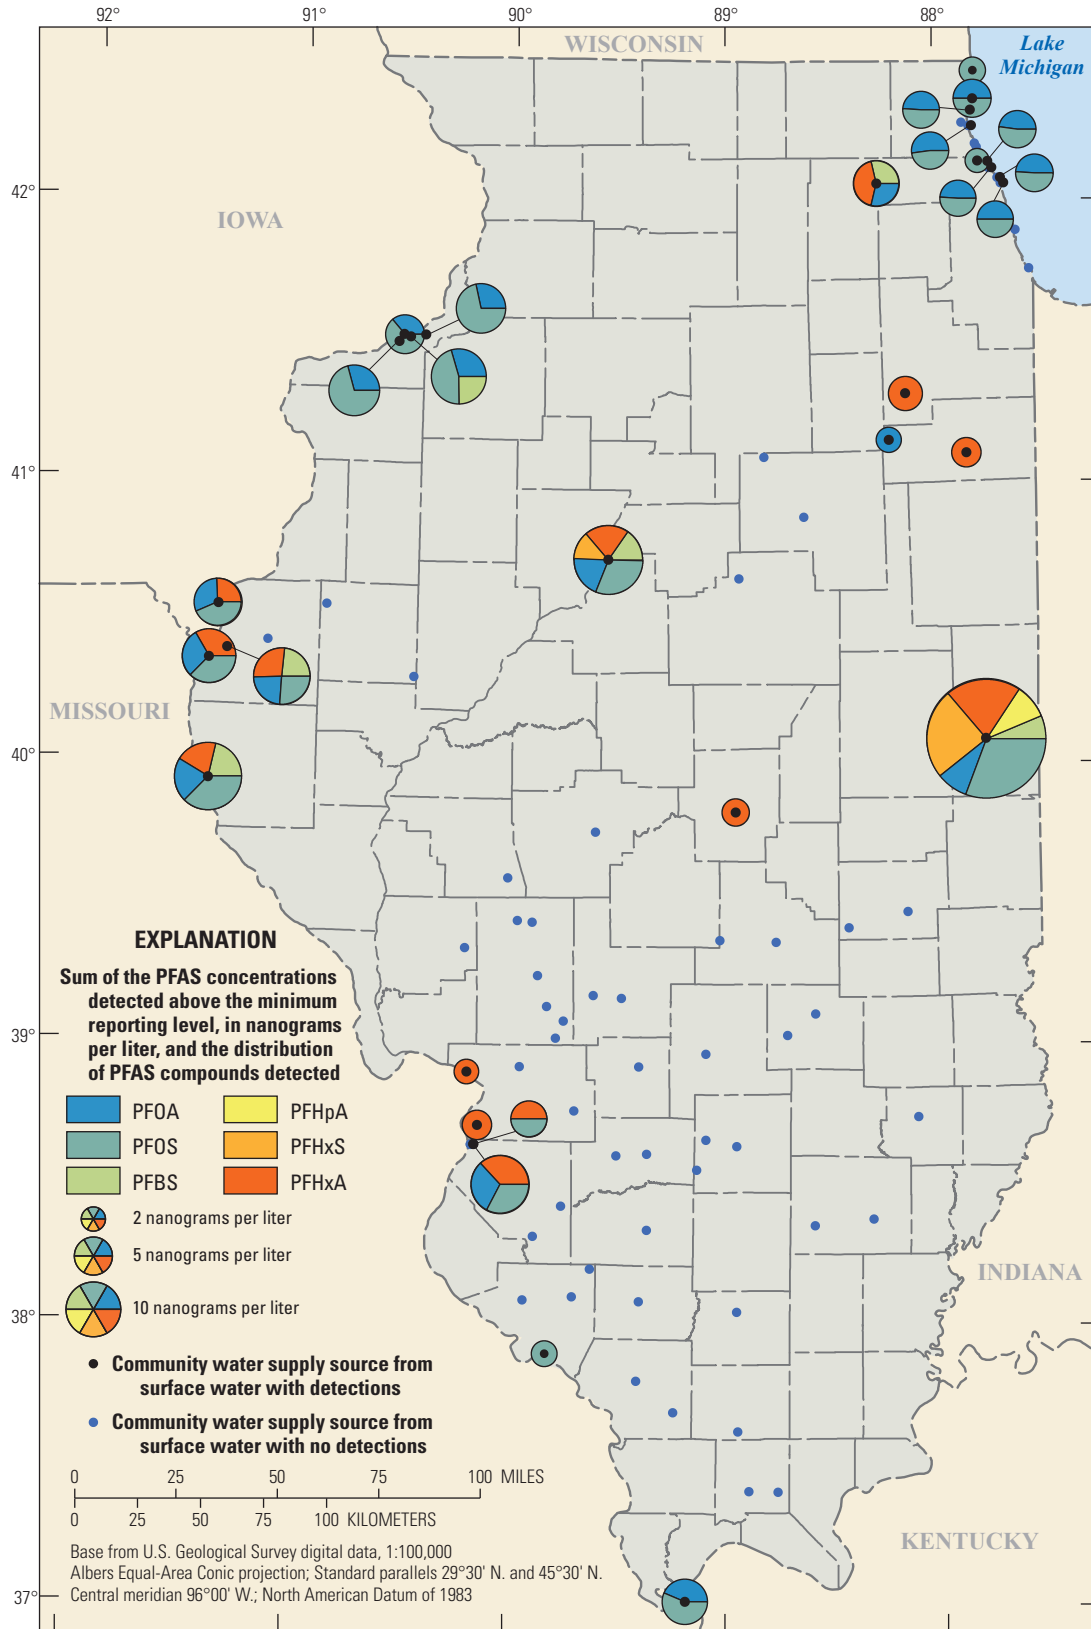 92° 91° 90° 89° 88°
WISCONSIN
Lake
Michigan
42°
IOWA
41°
MISSOURI
40°
EXPLANATION
Sum of the PFAS concentrations
detected above the minimum
reporting level, in nanograms
per liter, and the distribution
of PFAS compounds detected
39°
PFOA PFHpA
PFOS PFHxS
PFBS PFHxA
2 nanograms per liter
5 nanograms per liter
INDIANA
10 nanograms per liter
38°
Community water supply source from
surface water with detections
Community water supply source from
surface water with no detections
0 25 50 75 100 MILES
0 25 50 75 100 KILOMETERS
KENTUCKY
Base from U.S. Geological Survey digital data, 1:100,000
Albers Equal-Area Conic projection; Standard parallels 29°30' N. and 45°30' N.
Central meridian 96°00' W.; North American Datum of 1983
37°